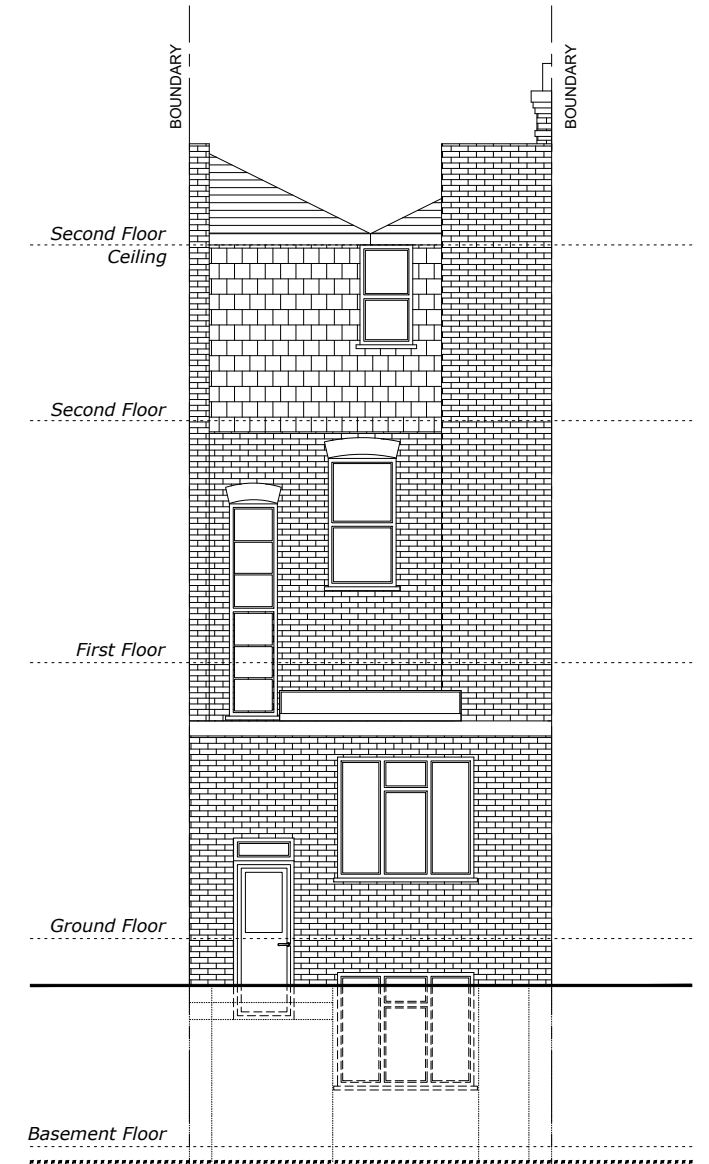 BOUNDARY
BOUNDARY
Second Floor
Ceiling
Second Floor
First Floor
Ground Floor
Basement Floor